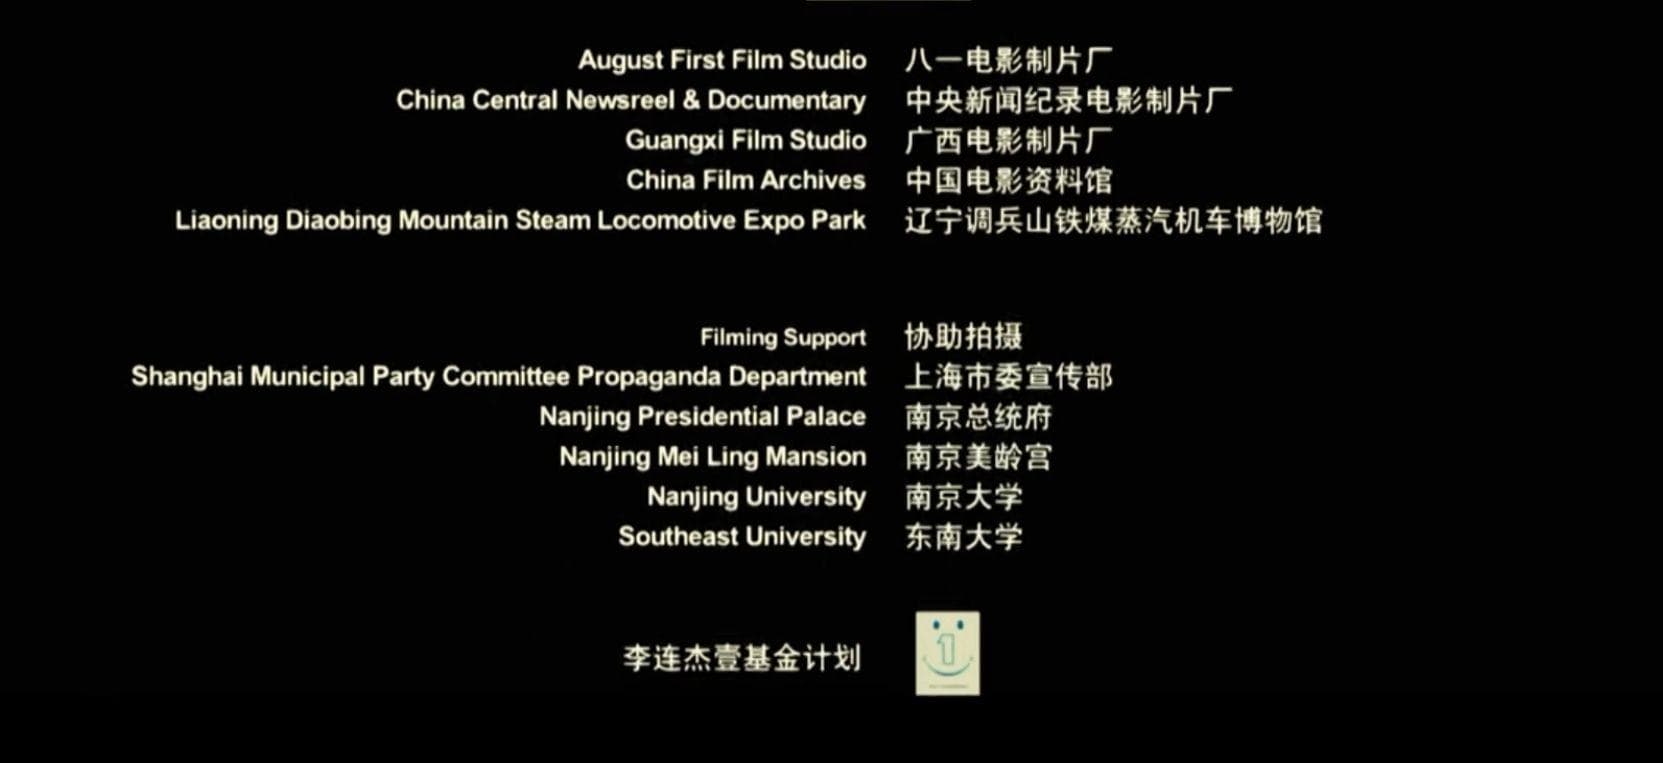 August First Film Studio 八一电影制片厂
China Central Newsreel & Documentary 中央新闻纪录电影制片厂
Guangxi Film Studio 广西电影制片厂
China Film Archives 中国电影资料馆
Liaoning Diaobing Mountain Steam Locomotive Expo Park 辽宁调兵山铁煤蒸汽机车博物馆
Filming Support 协助拍摄
Shanghai Municipal Party Committee Propaganda Department 上海市委宣传部
Nanjing Presidential Palace 南京总统府
Nanjing Mei Ling Mansion 南京美龄宫
Nanjing University 南京大学
Southeast University 东南大学
李连杰壹基金计划 1